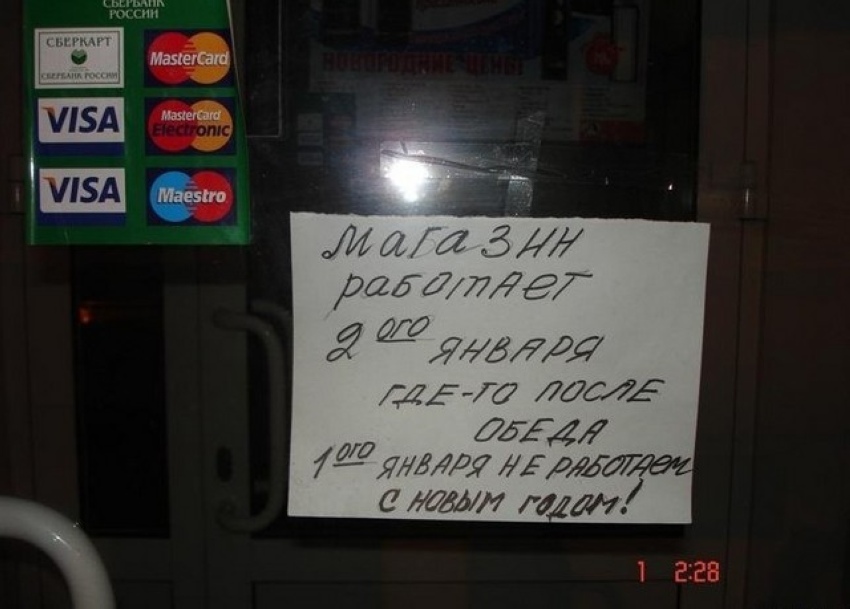 СБЕРБАНК
РОССИИ
СБЕРКАРТ
СБЕРБАНК РОССИИ
MasterCard
VISA
MasterCard
Electronic
VISA
Maestro
НОВОГОДНИЕ ЦЕНЫ!
магазин
работает
2ого января
где-то после
обеда
1ого января не работаем
с новым годом!
1 2:28